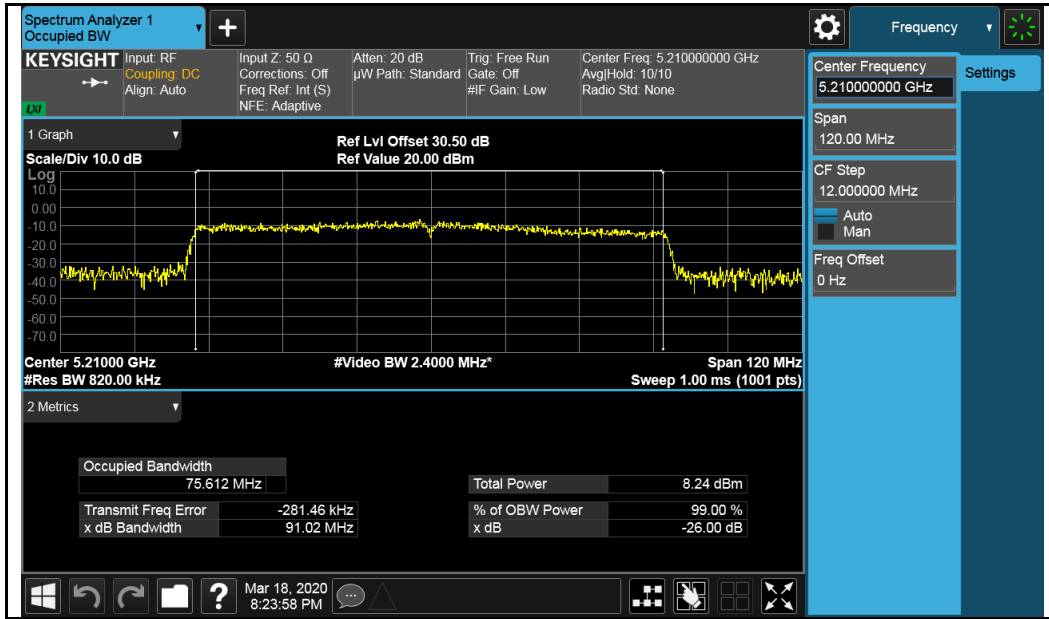 Spectrum Analyzer 1
Occupied BW
+
Frequency
KEYSIGHT
LXI
Input: RF
Coupling: DC
Align: Auto
Input Z: 50 Ω
Corrections: Off
Freq Ref: Int (S)
NFE: Adaptive
Atten: 20 dB
µW Path: Standard
Trig: Free Run
Gate: Off
#IF Gain: Low
Center Freq: 5.210000000 GHz
Avg|Hold: 10/10
Radio Std: None
Center Frequency
5.210000000 GHz
Settings
Span
120.00 MHz
CF Step
12.000000 MHz
Auto
Man
Freq Offset
0 Hz
1 Graph
Scale/Div 10.0 dB
Ref Lvl Offset 30.50 dB
Ref Value 20.00 dBm
Log
10.0
0.00
-10.0
-20.0
-30.0
-40.0
-50.0
-60.0
-70.0
Center 5.21000 GHz
#Video BW 2.4000 MHz*
Span 120 MHz
#Res BW 820.00 kHz
Sweep 1.00 ms (1001 pts)
2 Metrics
Occupied Bandwidth
75.612 MHz
Total Power 8.24 dBm
Transmit Freq Error -281.46 kHz
% of OBW Power 99.00 %
x dB Bandwidth 91.02 MHz
x dB -26.00 dB
?
Mar 18, 2020
8:23:58 PM